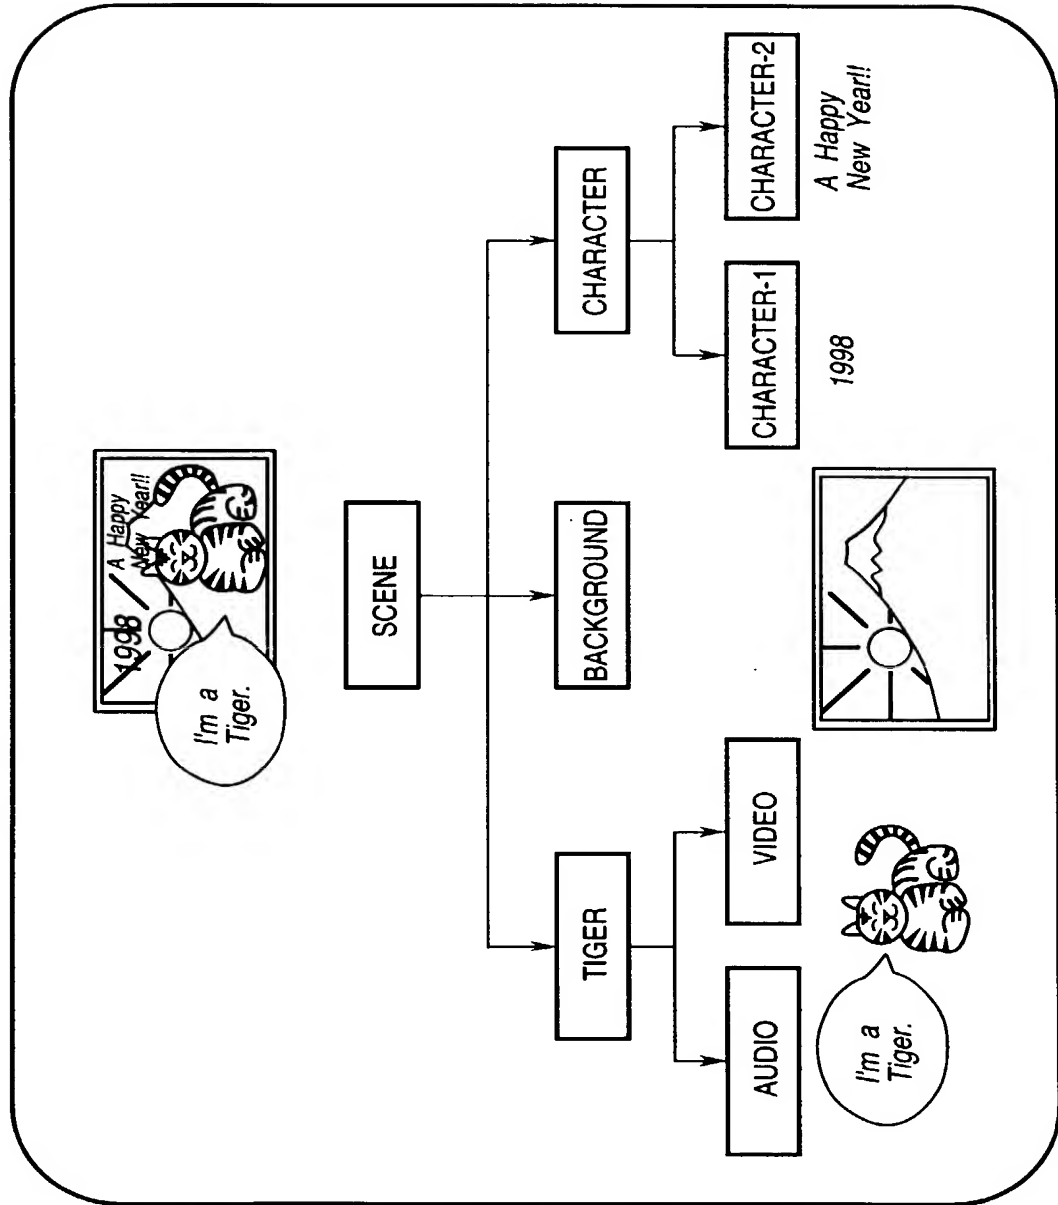 1998
A Happy
New Year!!
I'm a
Tiger.
SCENE
TIGER
BACKGROUND
CHARACTER
AUDIO
VIDEO
CHARACTER-1
CHARACTER-2
I'm a
Tiger.
1998
A Happy
New Year!!